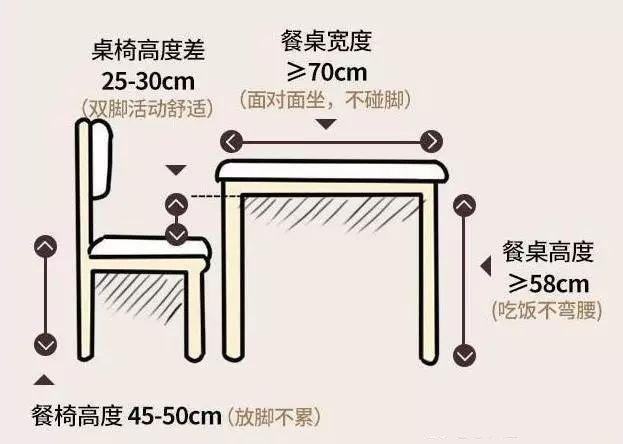 桌椅高度差
25-30cm
（双脚活动舒适）
餐桌宽度
≥70cm
（面对面坐，不碰脚）
餐桌高度
≥58cm
(吃饭不弯腰)
餐椅高度 45-50cm（放脚不累）